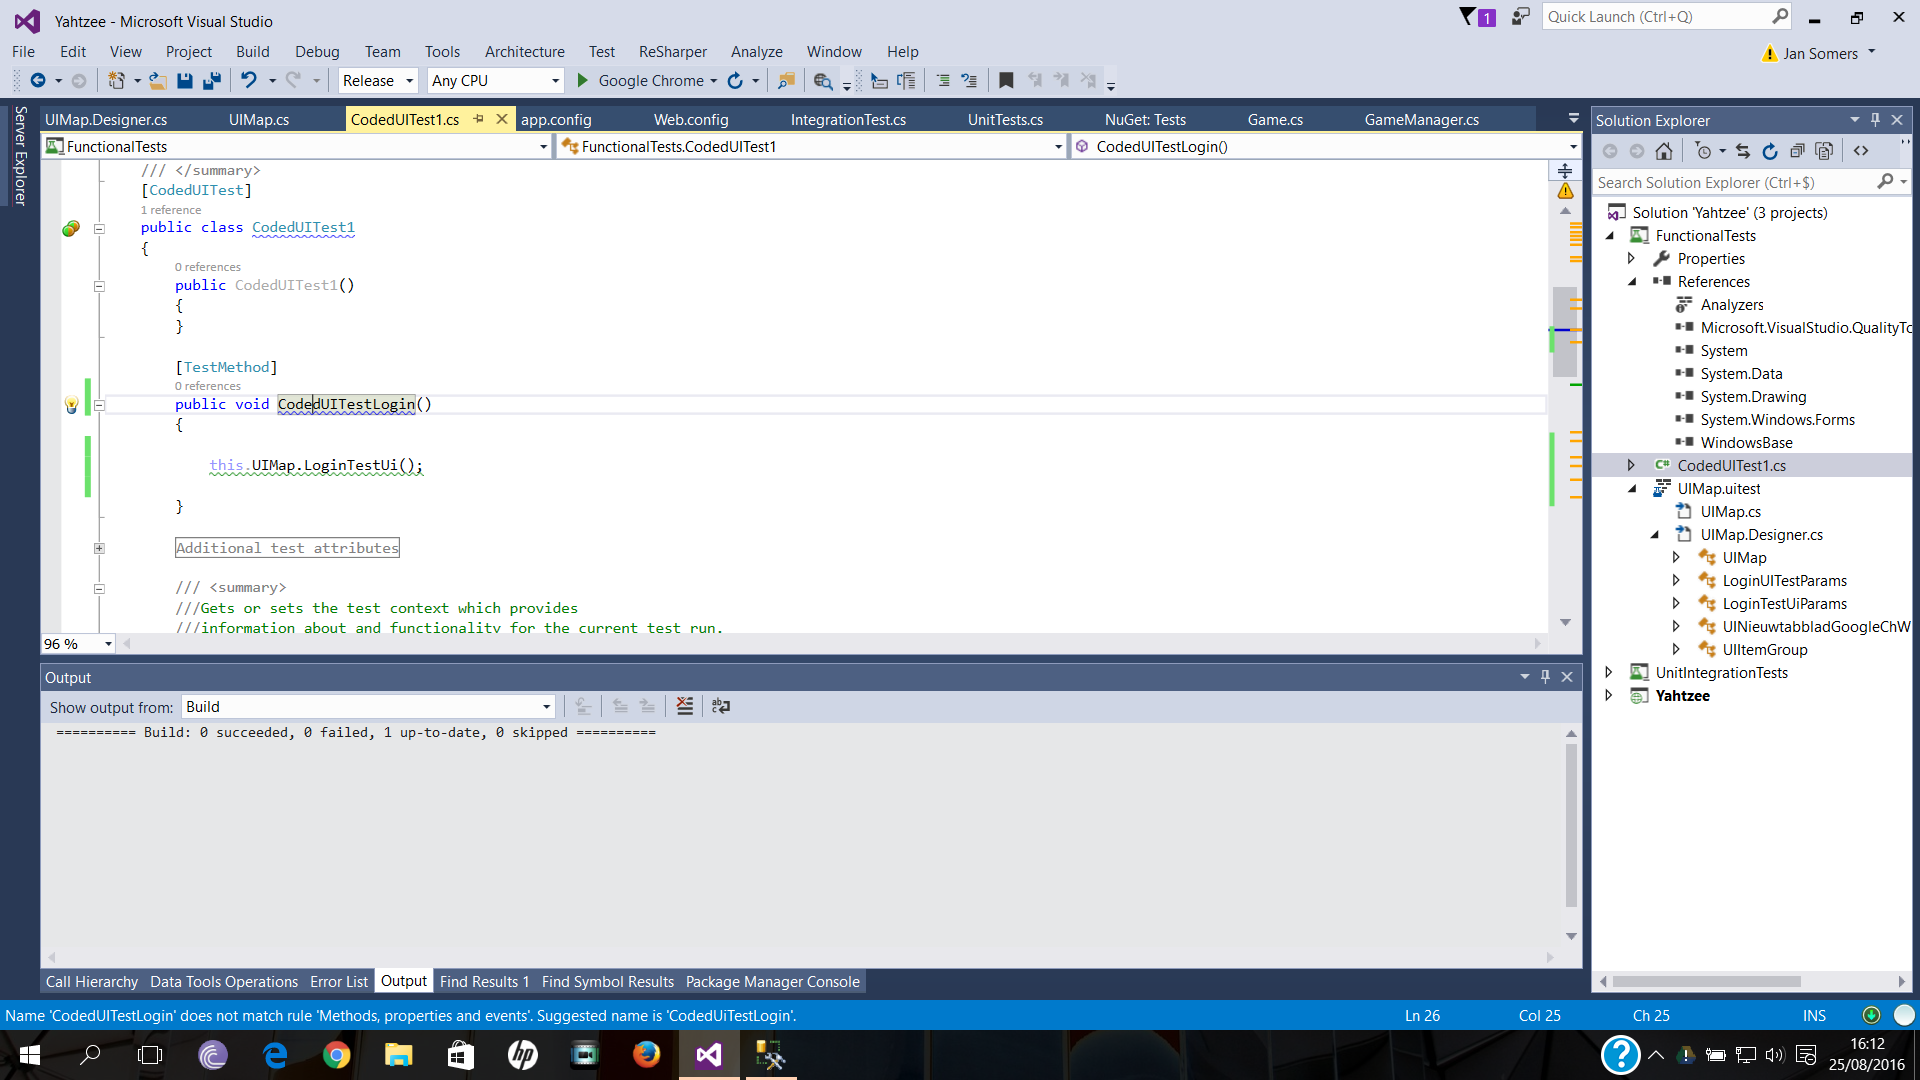 Yahtzee - Microsoft Visual Studio
1
Quick Launch (Ctrl+Q)
File Edit View Project Build Debug Team Tools Architecture Test ReSharper Analyze Window Help
Jan Somers
Release Any CPU Google Chrome
Server Explorer
UIMap.Designer.cs UIMap.cs CodedUITest1.cs app.config Web.config IntegrationTest.cs UnitTests.cs NuGet: Tests Game.cs GameManager.cs
FunctionalTests FunctionalTests.CodedUITest1 CodedUITestLogin()
/// </summary>
[CodedUITest]
1 reference
public class CodedUITest1
{
0 references
public CodedUITest1()
{
}
[TestMethod]
0 references
public void CodedUITestLogin()
{
this.UIMap.LoginTestUi();
}
Additional test attributes
/// <summary>
///Gets or sets the test context which provides
///information about and functionality for the current test run.
96 %
Output
Show output from: Build
========== Build: 0 succeeded, 0 failed, 1 up-to-date, 0 skipped ==========
Call Hierarchy Data Tools Operations Error List Output Find Results 1 Find Symbol Results Package Manager Console
Solution Explorer
Search Solution Explorer (Ctrl+$)
Solution 'Yahtzee' (3 projects)
FunctionalTests
Properties
References
Analyzers
Microsoft.VisualStudio.QualityTo
System
System.Data
System.Drawing
System.Windows.Forms
WindowsBase
C# CodedUITest1.cs
UIMap.uitest
UIMap.cs
UIMap.Designer.cs
UIMap
LoginUITestParams
LoginTestUiParams
UINieuwtabbladGoogleChW
UIItemGroup
UnitIntegrationTests
Yahtzee
Name 'CodedUITestLogin' does not match rule 'Methods, properties and events'. Suggested name is 'CodedUiTestLogin'.
Ln 26 Col 25 Ch 25 INS
hp
?
16:12
25/08/2016